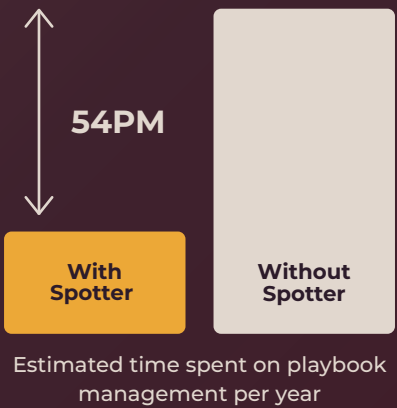 54PM
With
Spotter
Without
Spotter
Estimated time spent on playbook
management per year